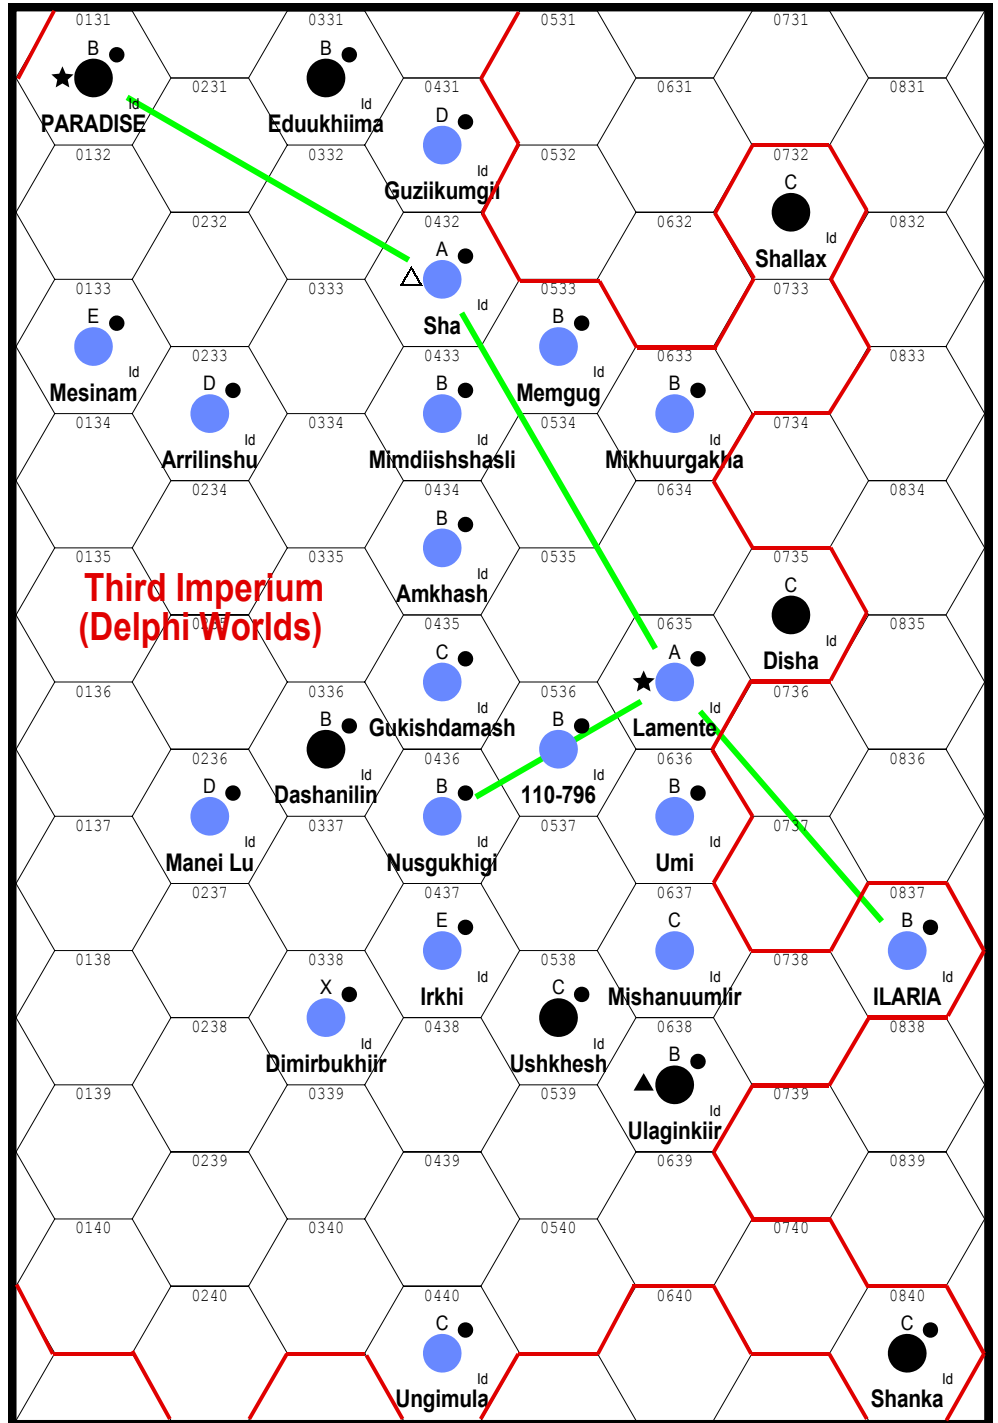 0131
0331
0531
0731
B
B
0231
0431
0631
0831
Id
Id
PARADISE
Eduukhiima
D
0132
0332
0532
0732
Id
Guziikumgii
C
0232
0432
0632
0832
Id
A
Shallax
0133
0333
0533
0733
Id
E
Sha
B
0233
0433
0633
0833
Id
Id
Mesinam
D
B
Memgug
B
0134
0334
0534
0734
Id
Id
Id
Arrilinshu
Mimdiishshasli
Mikhuurgakha
0234
0434
0634
0834
B
0135
0335
0535
0735
Id
C
Third Imperium
Amkhash
(Delphi Worlds)
0235
0435
0635
0835
Id
C
A
Disha
0136
0336
0536
0736
Id
Id
B
Gukishdamash
B
Lamente
0236
0436
0636
0836
Id
Id
D
Dashanilin
B
110-796
B
0137
0337
0537
0737
Id
Id
Id
Manei Lu
Nusgukhigi
Umi
0237
0437
0637
0837
E
C
B
0138
0338
0538
0738
Id
Id
Id
X
Irkhi
C
Mishanuumlir
ILARIA
0238
0438
0638
0838
Id
Id
B
Dimirbukhiir
Ushkhesh
0139
0339
0539
0739
Id
Ulaginkiir
0239
0439
0639
0839
0140
0340
0540
0740
0240
0440
0640
0840
C
C
Id
Id
Ungimula
Shanka